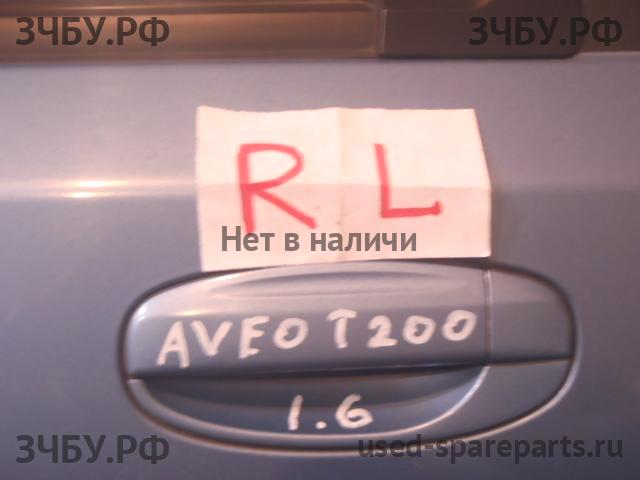 ЗЧБУ.РФ ЗЧБУ.РФ
R L
Нет в наличи
AVEO T200
1.6
ЗЧБУ.РФ used-spareparts.ru